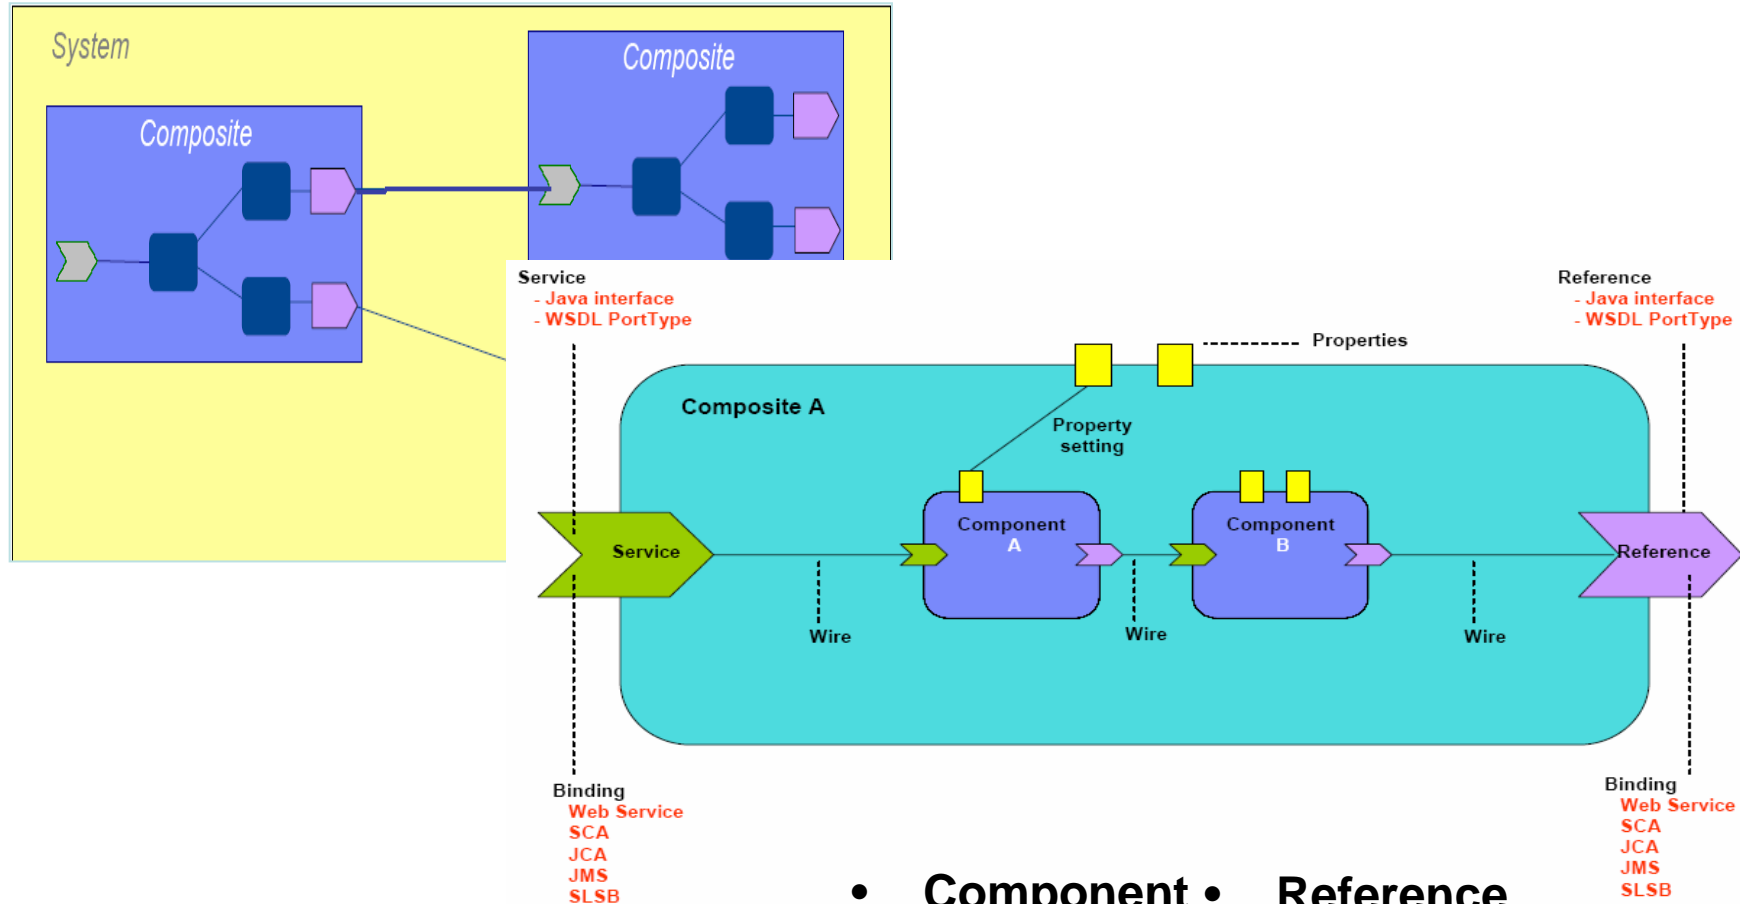 System
Composite
Composite
Service
- Java interface
- WSDL PortType
Reference
- Java interface
- WSDL PortType
Properties
Composite A
Property
setting
Component
A
Component
B
Service
Reference
Wire
Wire
Wire
Binding
Web Service
SCA
JCA
JMS
SLSB
Binding
Web Service
SCA
JCA
JMS
SLSB
• Component • Reference